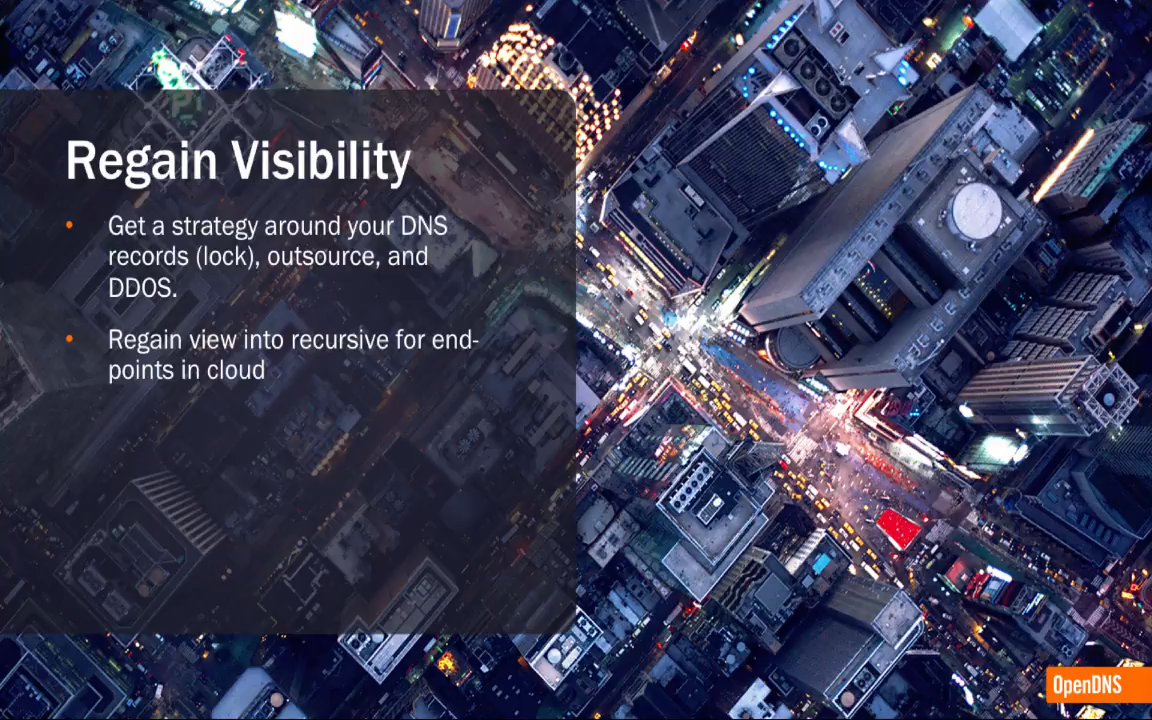 Regain Visibility
• Get a strategy around your DNS
records (lock), outsource, and
DDOS.
• Regain view into recursive for end-
points in cloud
OpenDNS